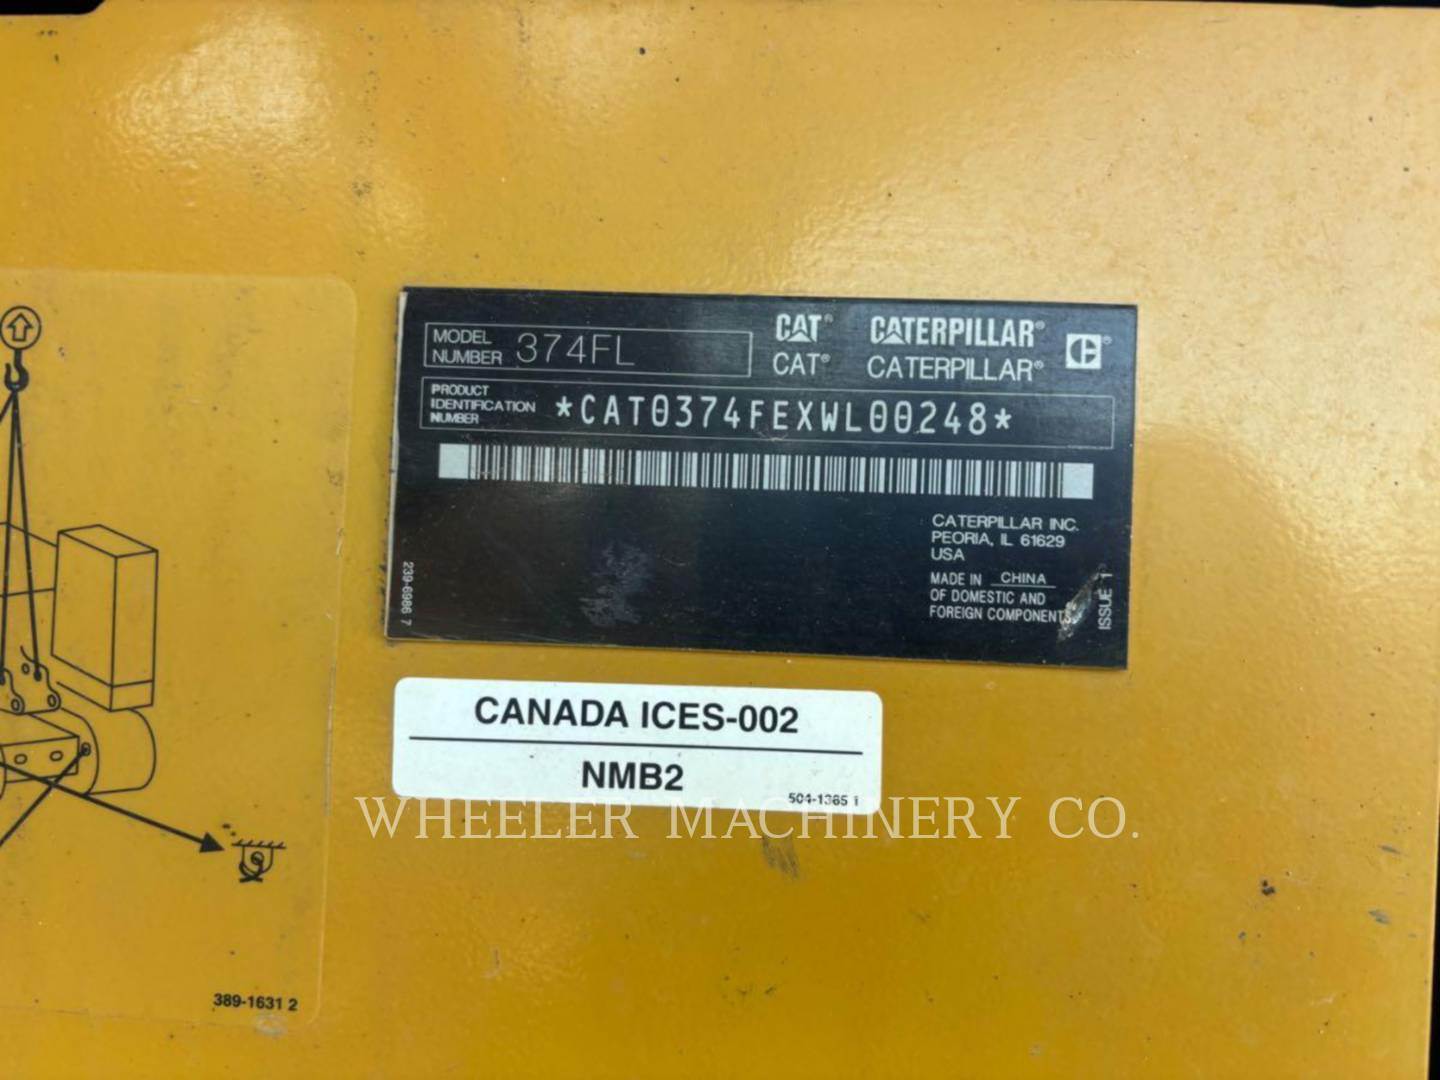 MODEL
NUMBER 374FL
CAT® CATERPILLAR®
CAT® CATERPILLAR®
PRODUCT
IDENTIFICATION
NUMBER
*CAT0374FEXWL00248*
CATERPILLAR INC.
PEORIA, IL 61629
USA
MADE IN CHINA
OF DOMESTIC AND
FOREIGN COMPONENTS
239-6986 7
ISSUE 1
CANADA ICES-002
NMB2
504-1365 1
WHEELER MACHINERY CO.
389-1631 2